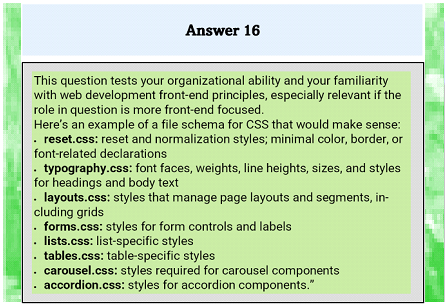 Answer 16
This question tests your organizational ability and your familiarity
with web development front-end principles, especially relevant if the
role in question is more front-end focused.
Here's an example of a file schema for CSS that would make sense:
• reset.css: reset and normalization styles; minimal color, border, or
font-related declarations
• typography.css: font faces, weights, line heights, sizes, and styles
for headings and body text
• layouts.css: styles that manage page layouts and segments, in-
cluding grids
• forms.css: styles for form controls and labels
• lists.css: list-specific styles
• tables.css: table-specific styles
• carousel.css: styles required for carousel components
• accordion.css: styles for accordion components.”